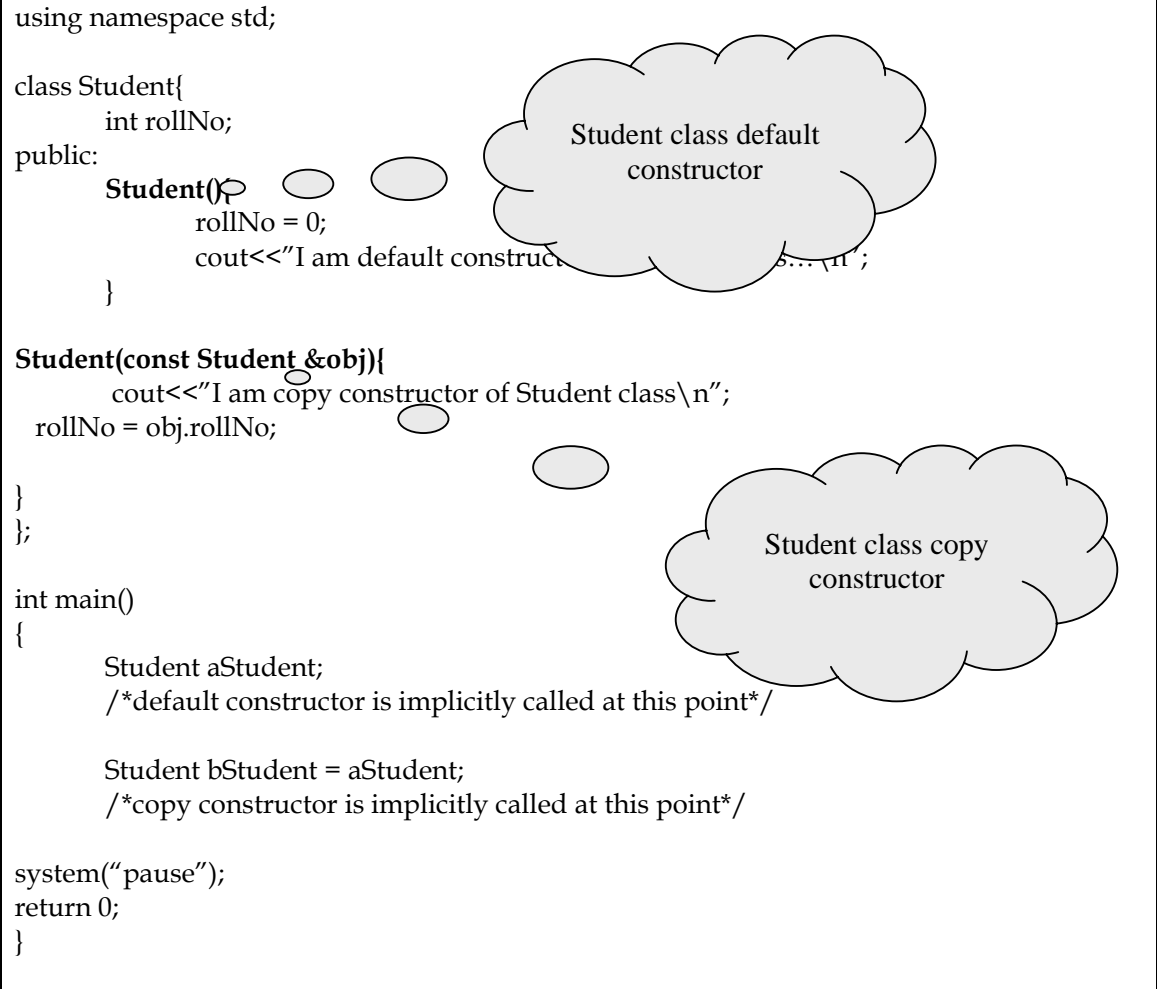 using namespace std;
class Student{
int rollNo;
public:
Student(){
rollNo = 0;
cout<<”I am default construct s…\n”;
}
Student class default
constructor
Student(const Student &obj){
cout<<”I am copy constructor of Student class\n”;
rollNo = obj.rollNo;
}
};
Student class copy
constructor
int main()
{
Student aStudent;
/*default constructor is implicitly called at this point*/
Student bStudent = aStudent;
/*copy constructor is implicitly called at this point*/
system(“pause”);
return 0;
}